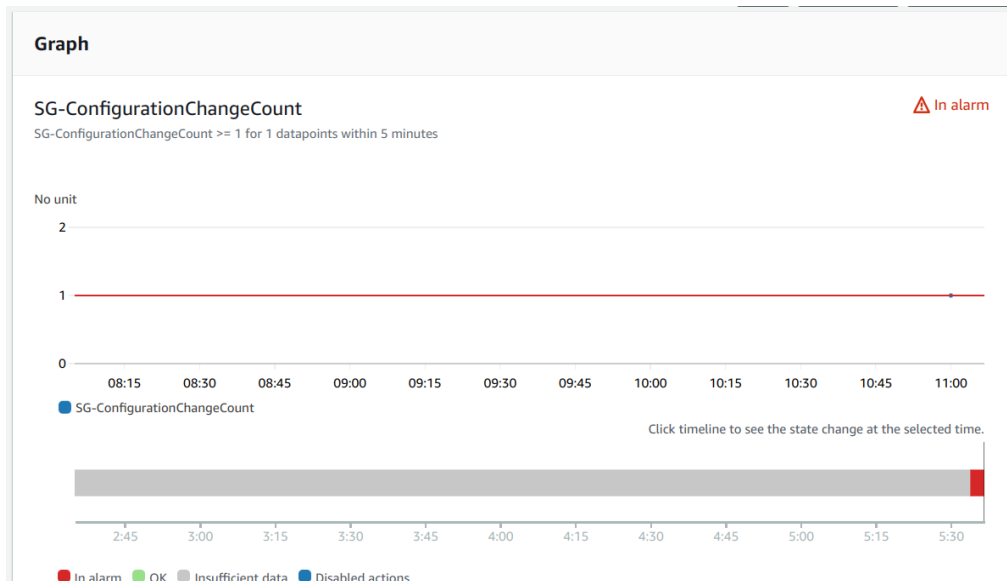 Graph
SG-ConfigurationChangeCount
In alarm
SG-ConfigurationChangeCount >= 1 for 1 datapoints within 5 minutes
No unit
2
1
0
08:15 08:30 08:45 09:00 09:15 09:30 09:45 10:00 10:15 10:30 10:45 11:00
SG-ConfigurationChangeCount
Click timeline to see the state change at the selected time.
2:45 3:00 3:15 3:30 3:45 4:00 4:15 4:30 4:45 5:00 5:15 5:30
In alarm OK Insufficient data Disabled actions